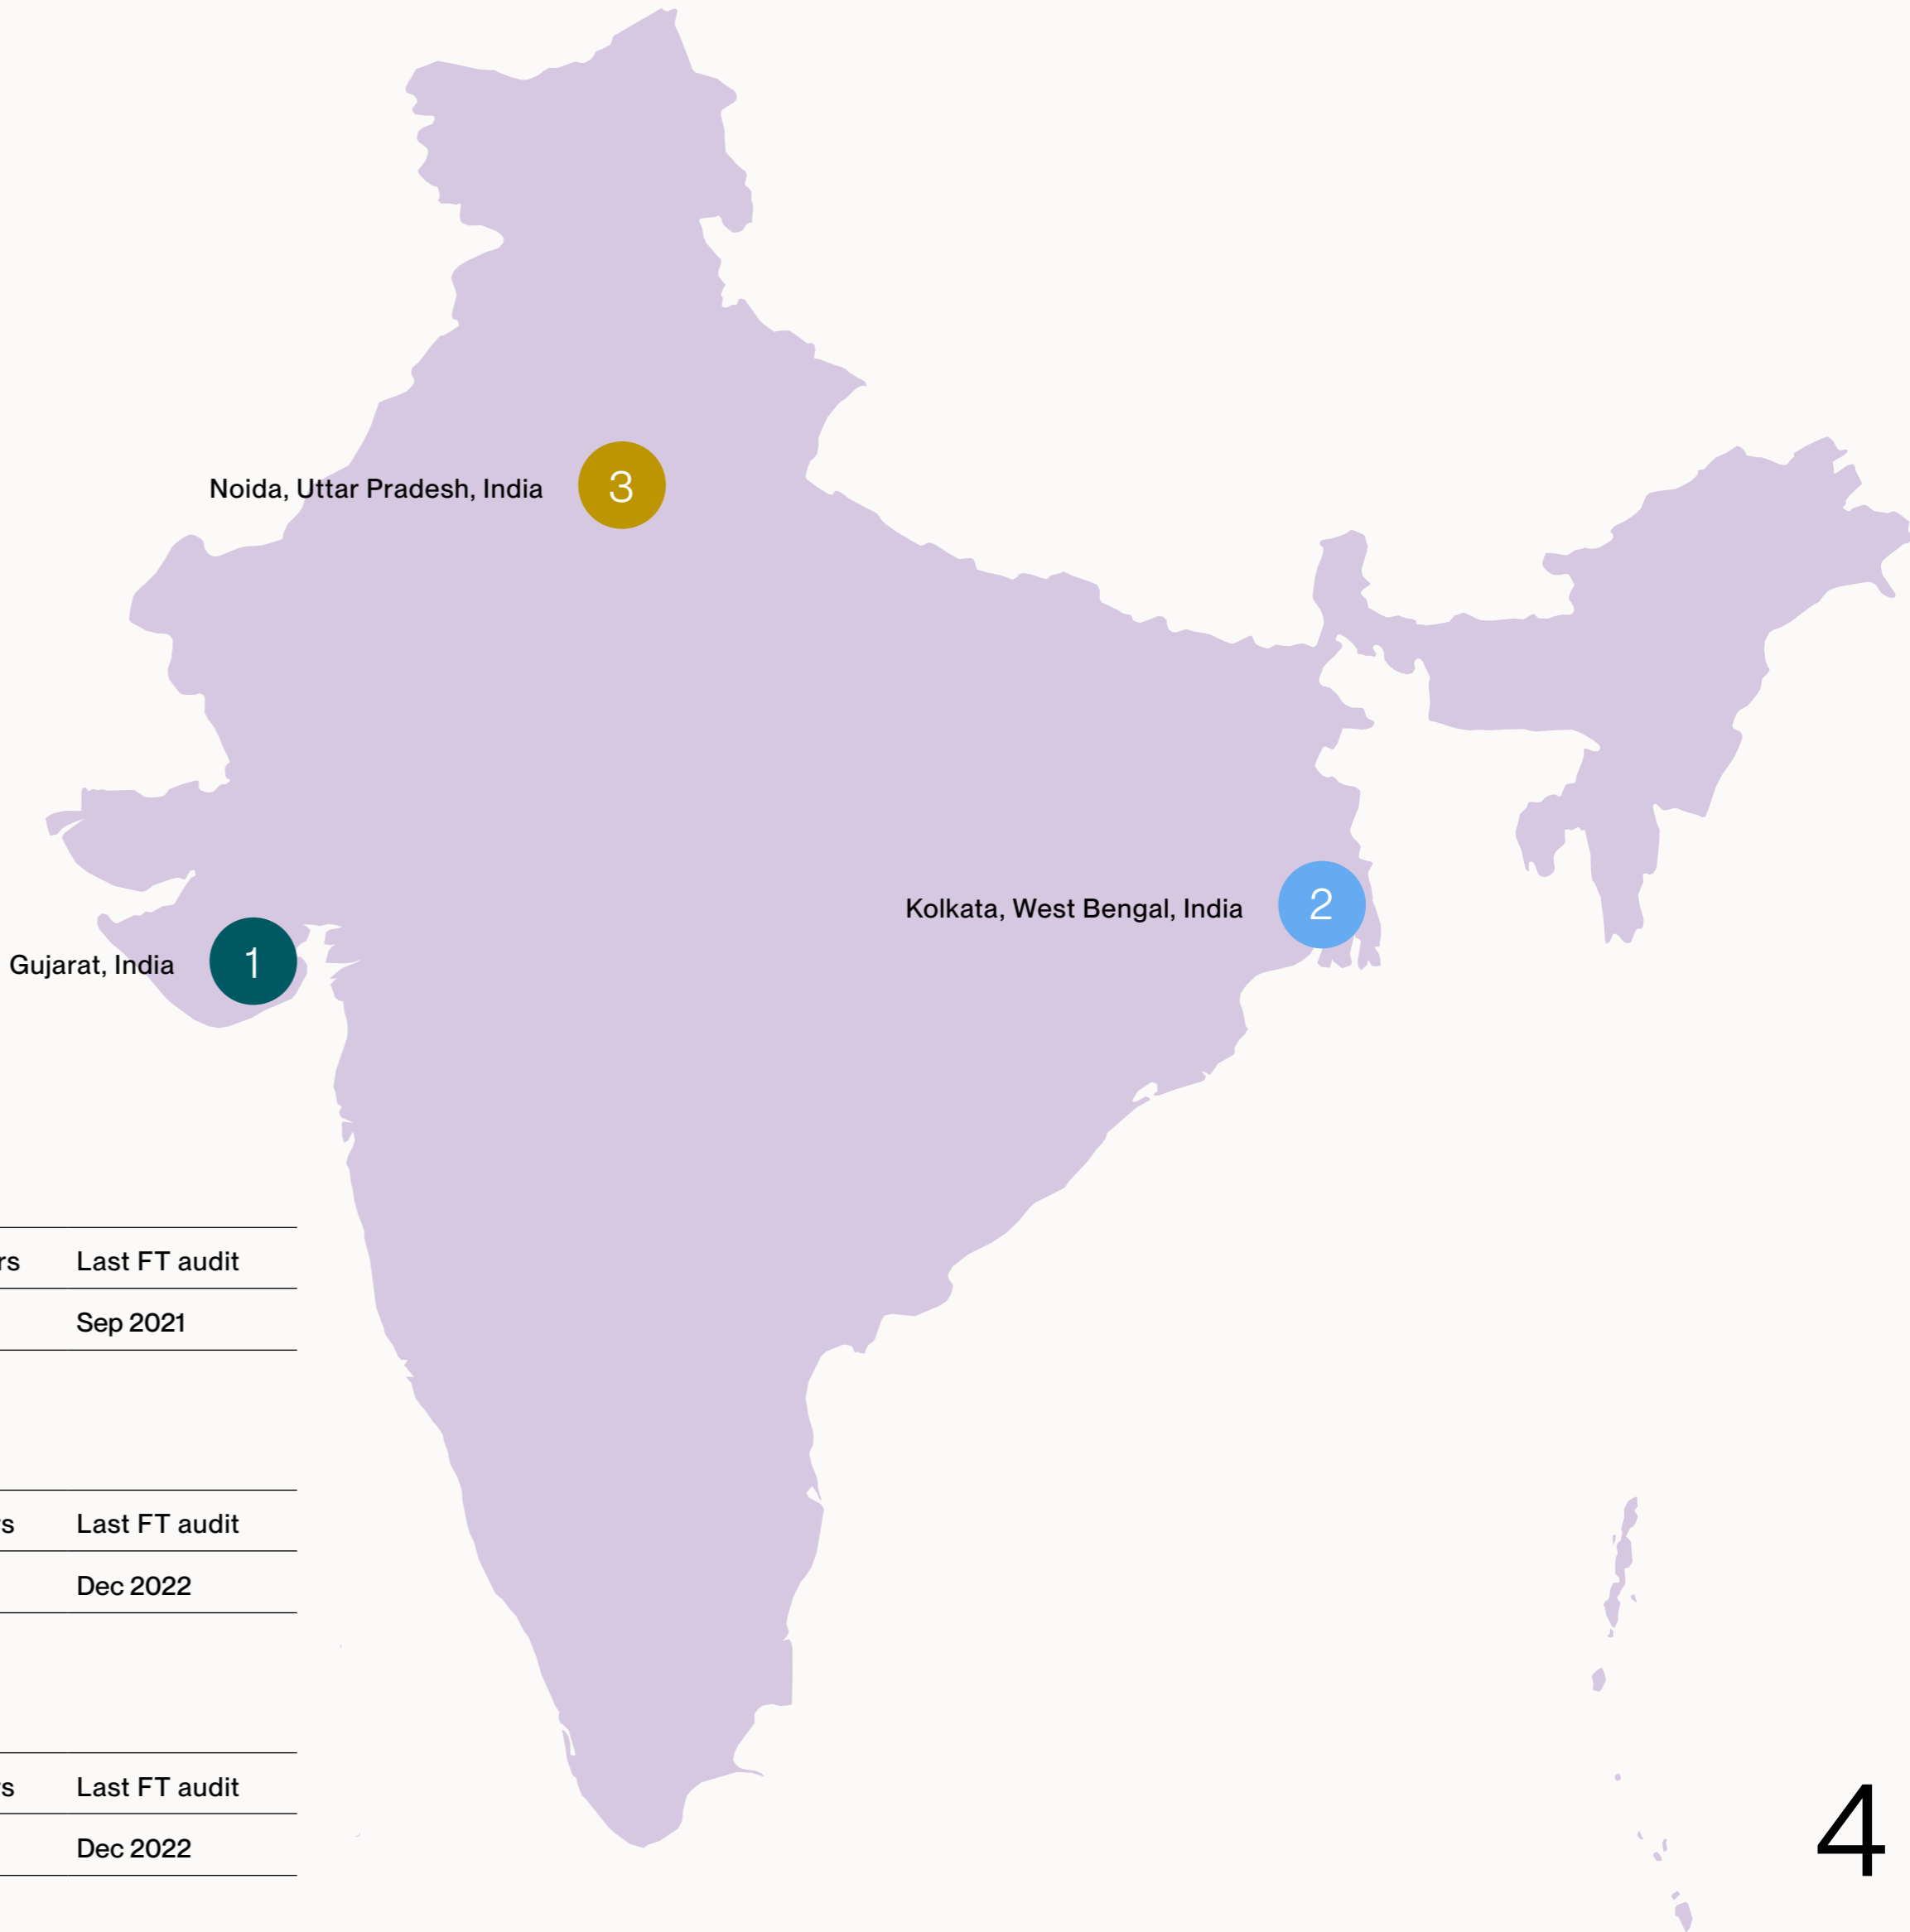 Noida, Uttar Pradesh, India 3
Kolkata, West Bengal, India 2
Gujarat, India 1
Last FT audit
Sep 2021
Last FT audit
Dec 2022
Last FT audit
Dec 2022
4